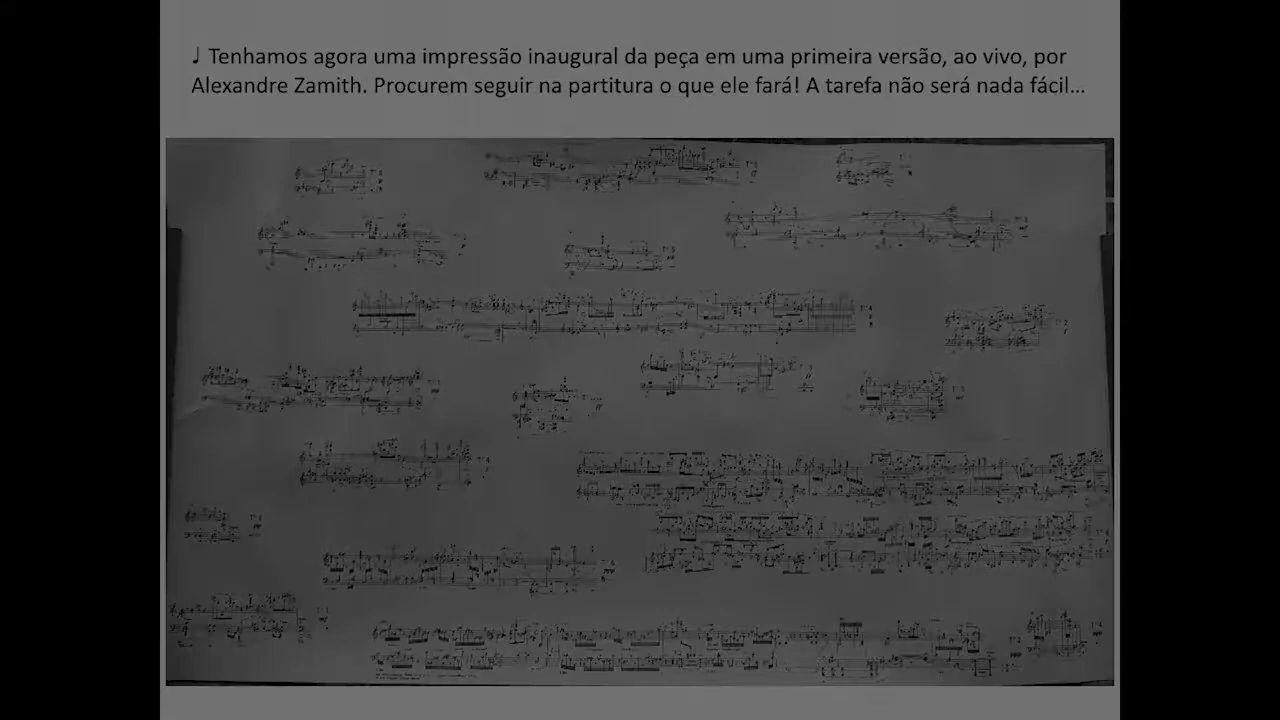 ♩ Tenhamos agora uma impressão inaugural da peça em uma primeira versão, ao vivo, por
Alexandre Zamith. Procurem seguir na partitura o que ele fará! A tarefa não será nada fácil...